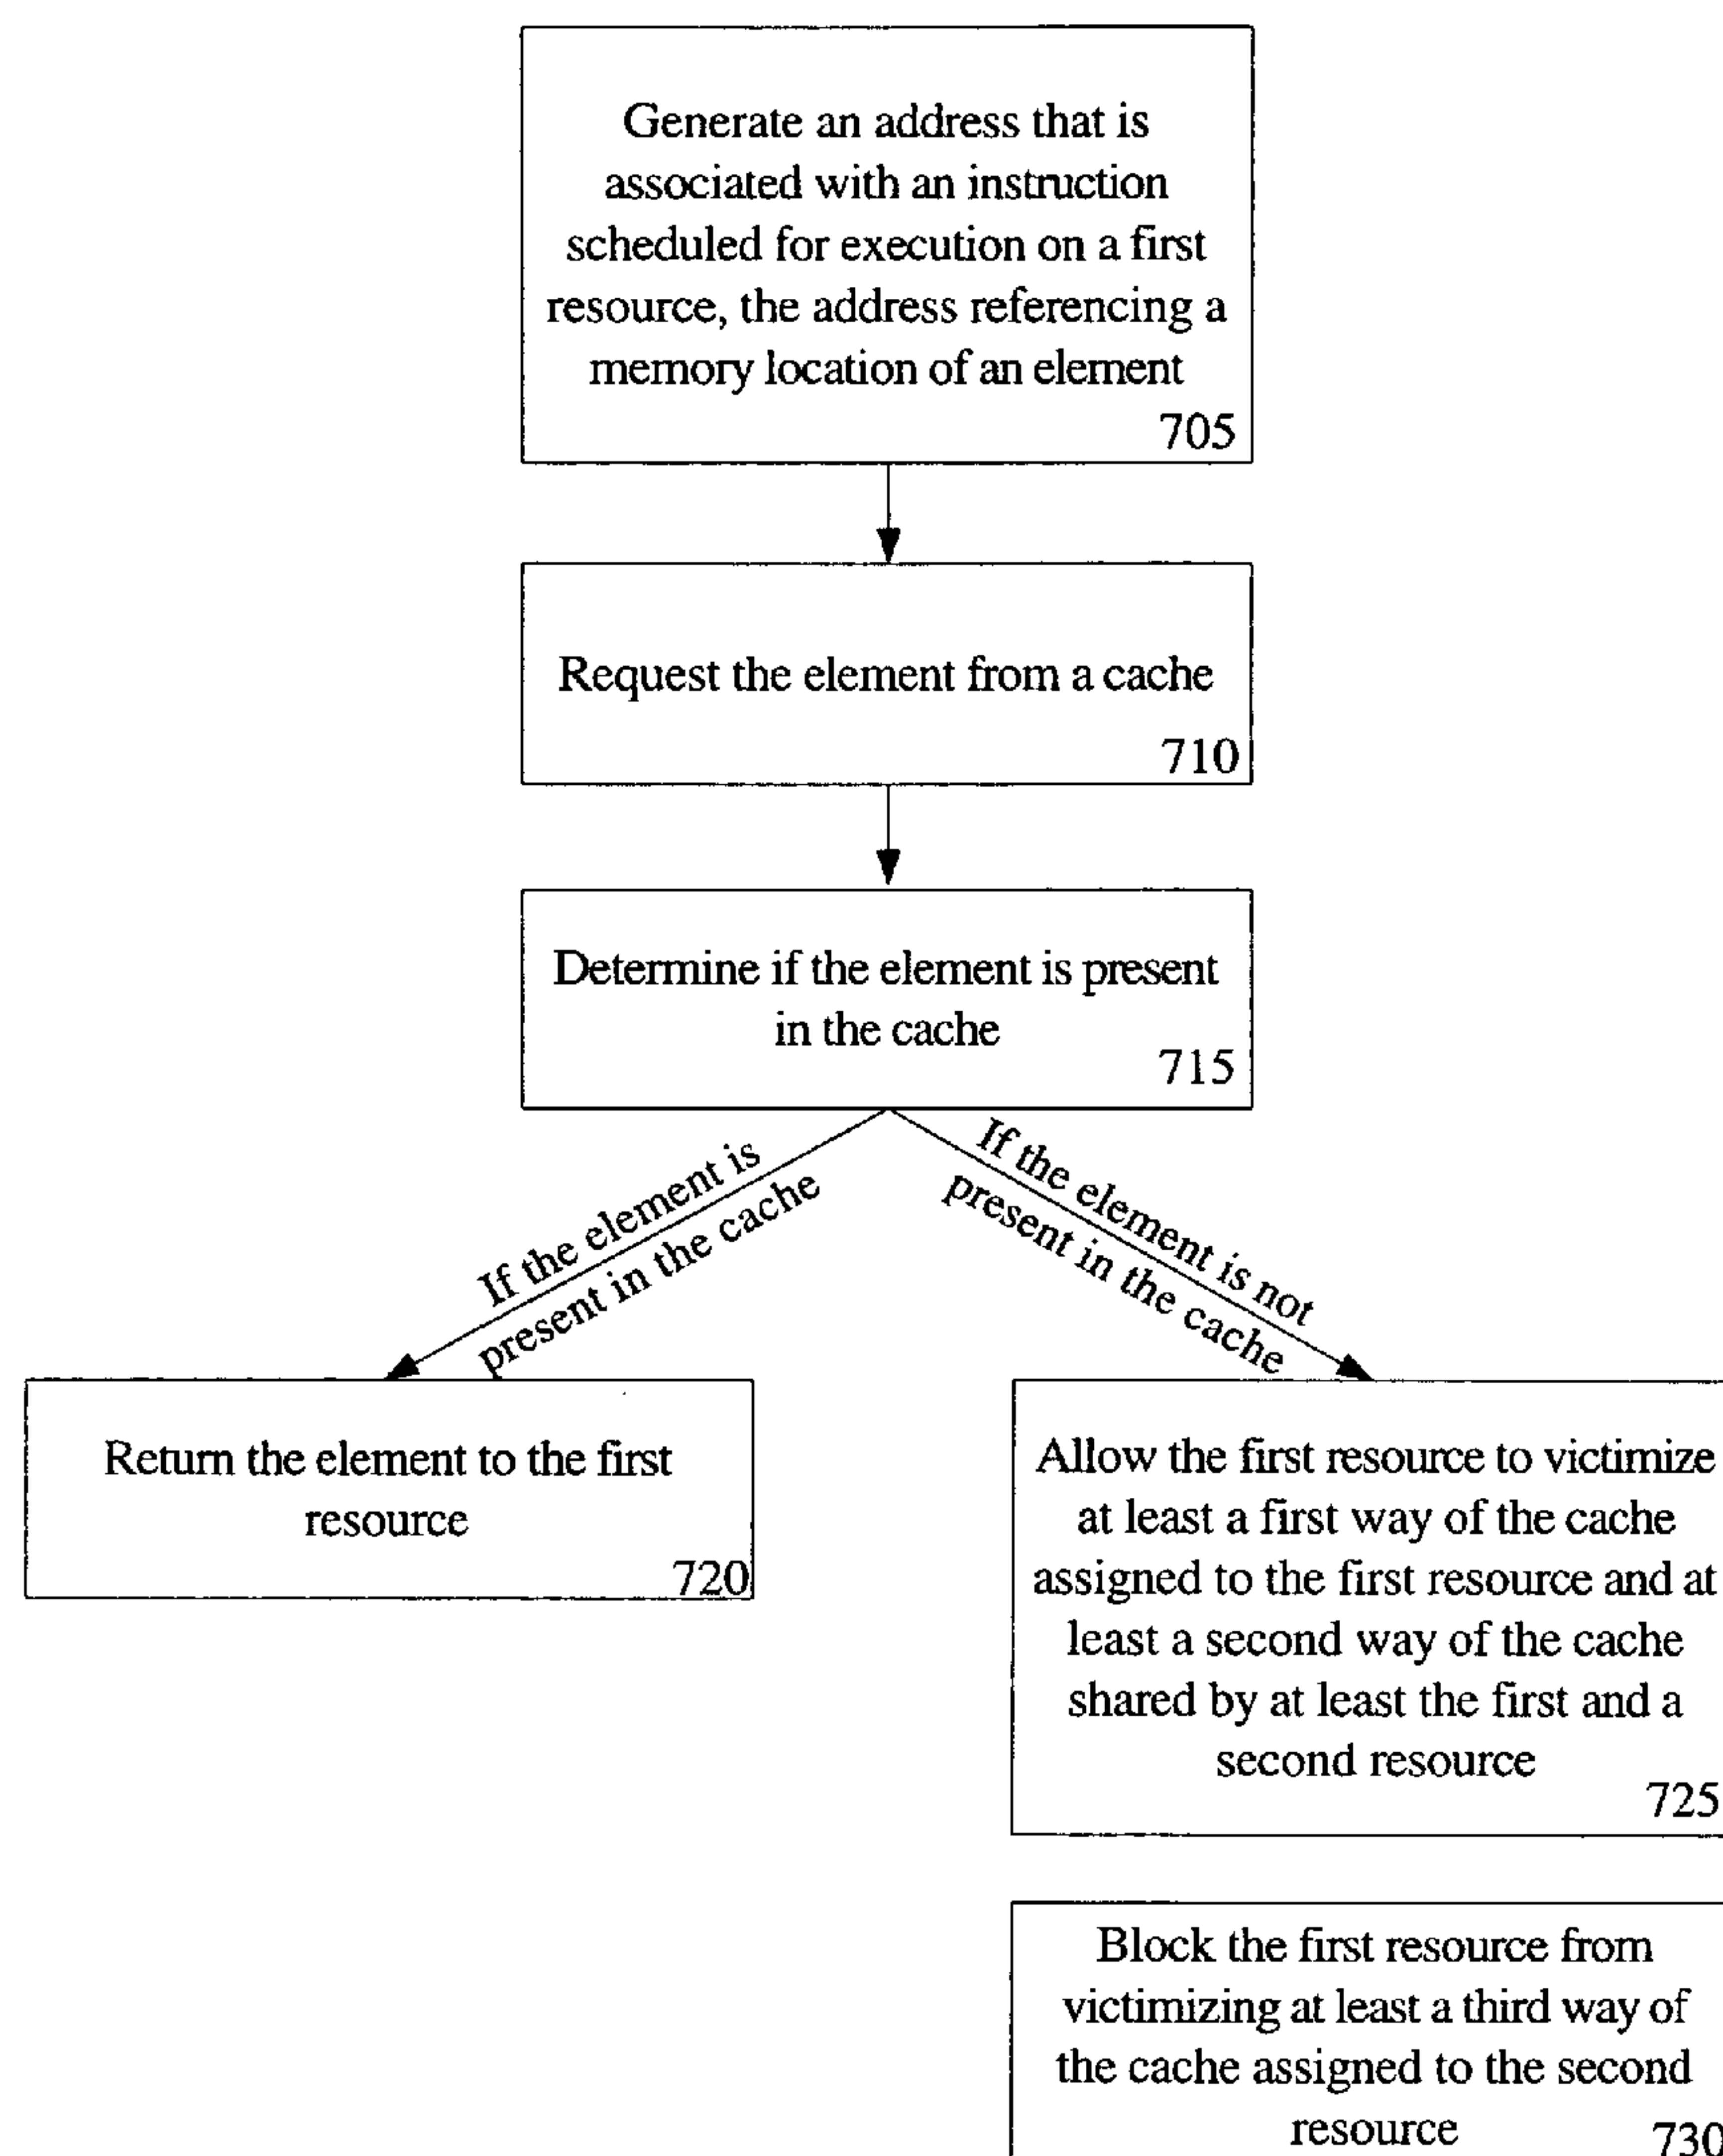 Generate an address that is
associated with an instruction
scheduled for execution on a first
resource, the address referencing a
memory location of an element
705
Request the element from a cache
710
Determine if the element is present
in the cache
715
If the element is
present in the cache
If the element is not
present in the cache
Return the element to the first
resource
720
Allow the first resource to victimize
at least a first way of the cache
assigned to the first resource and at
least a second way of the cache
shared by at least the first and a
second resource
725
Block the first resource from
victimizing at least a third way of
the cache assigned to the second
resource
730